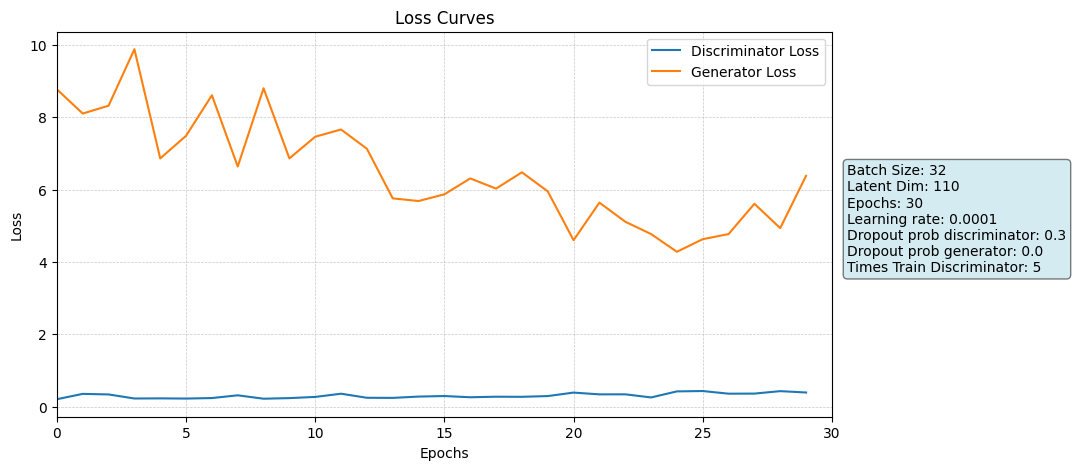 Loss Curves
Discriminator Loss
Generator Loss
10
8
6
4
2
0
Loss
0 5 10 15 20 25 30
Epochs
Batch Size: 32
Latent Dim: 110
Epochs: 30
Learning rate: 0.0001
Dropout prob discriminator: 0.3
Dropout prob generator: 0.0
Times Train Discriminator: 5